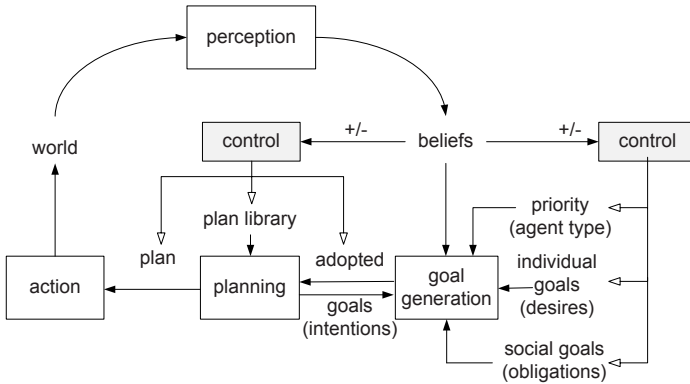 perception
+/-
+/-
control
beliefs
control
world
plan library
priority
(agent type)
plan
adopted
action
planning
goal
generation
individual
goals
(desires)
goals
(intentions)
social goals
(obligations)